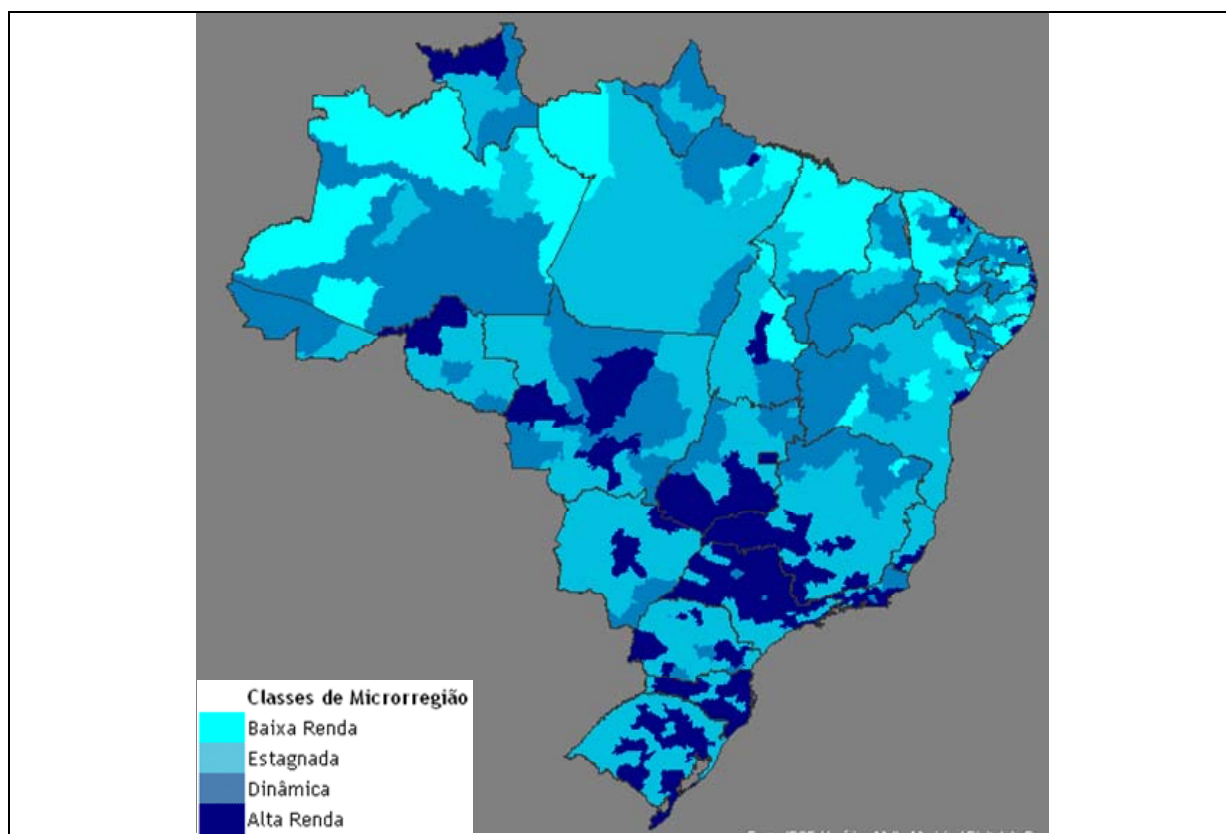 Classes de Microrregião
Baixa Renda
Estagnada
Dinâmica
Alta Renda